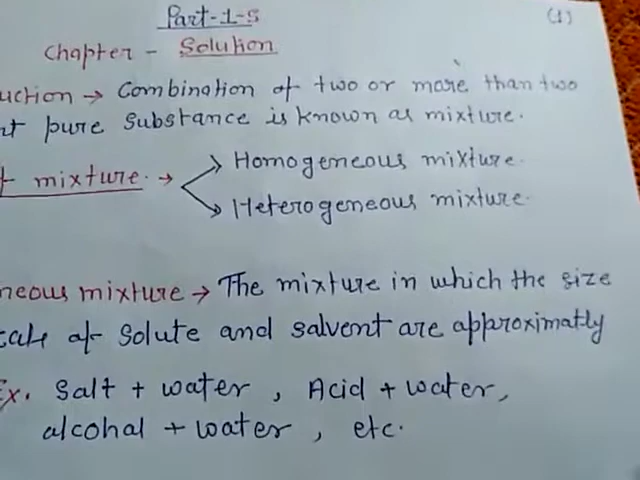 Part-1-S
(1)
Chapter - Solution
uction → Combination of two or more than two
nt pure substance is known as mixture.
f mixture. → Homogeneous mixture.
Heterogeneous mixture.
neous mixture → The mixture in which the size
of solute and salvent are approximatly
Ex. Salt + water , Acid + water,
alcohal + water , etc.